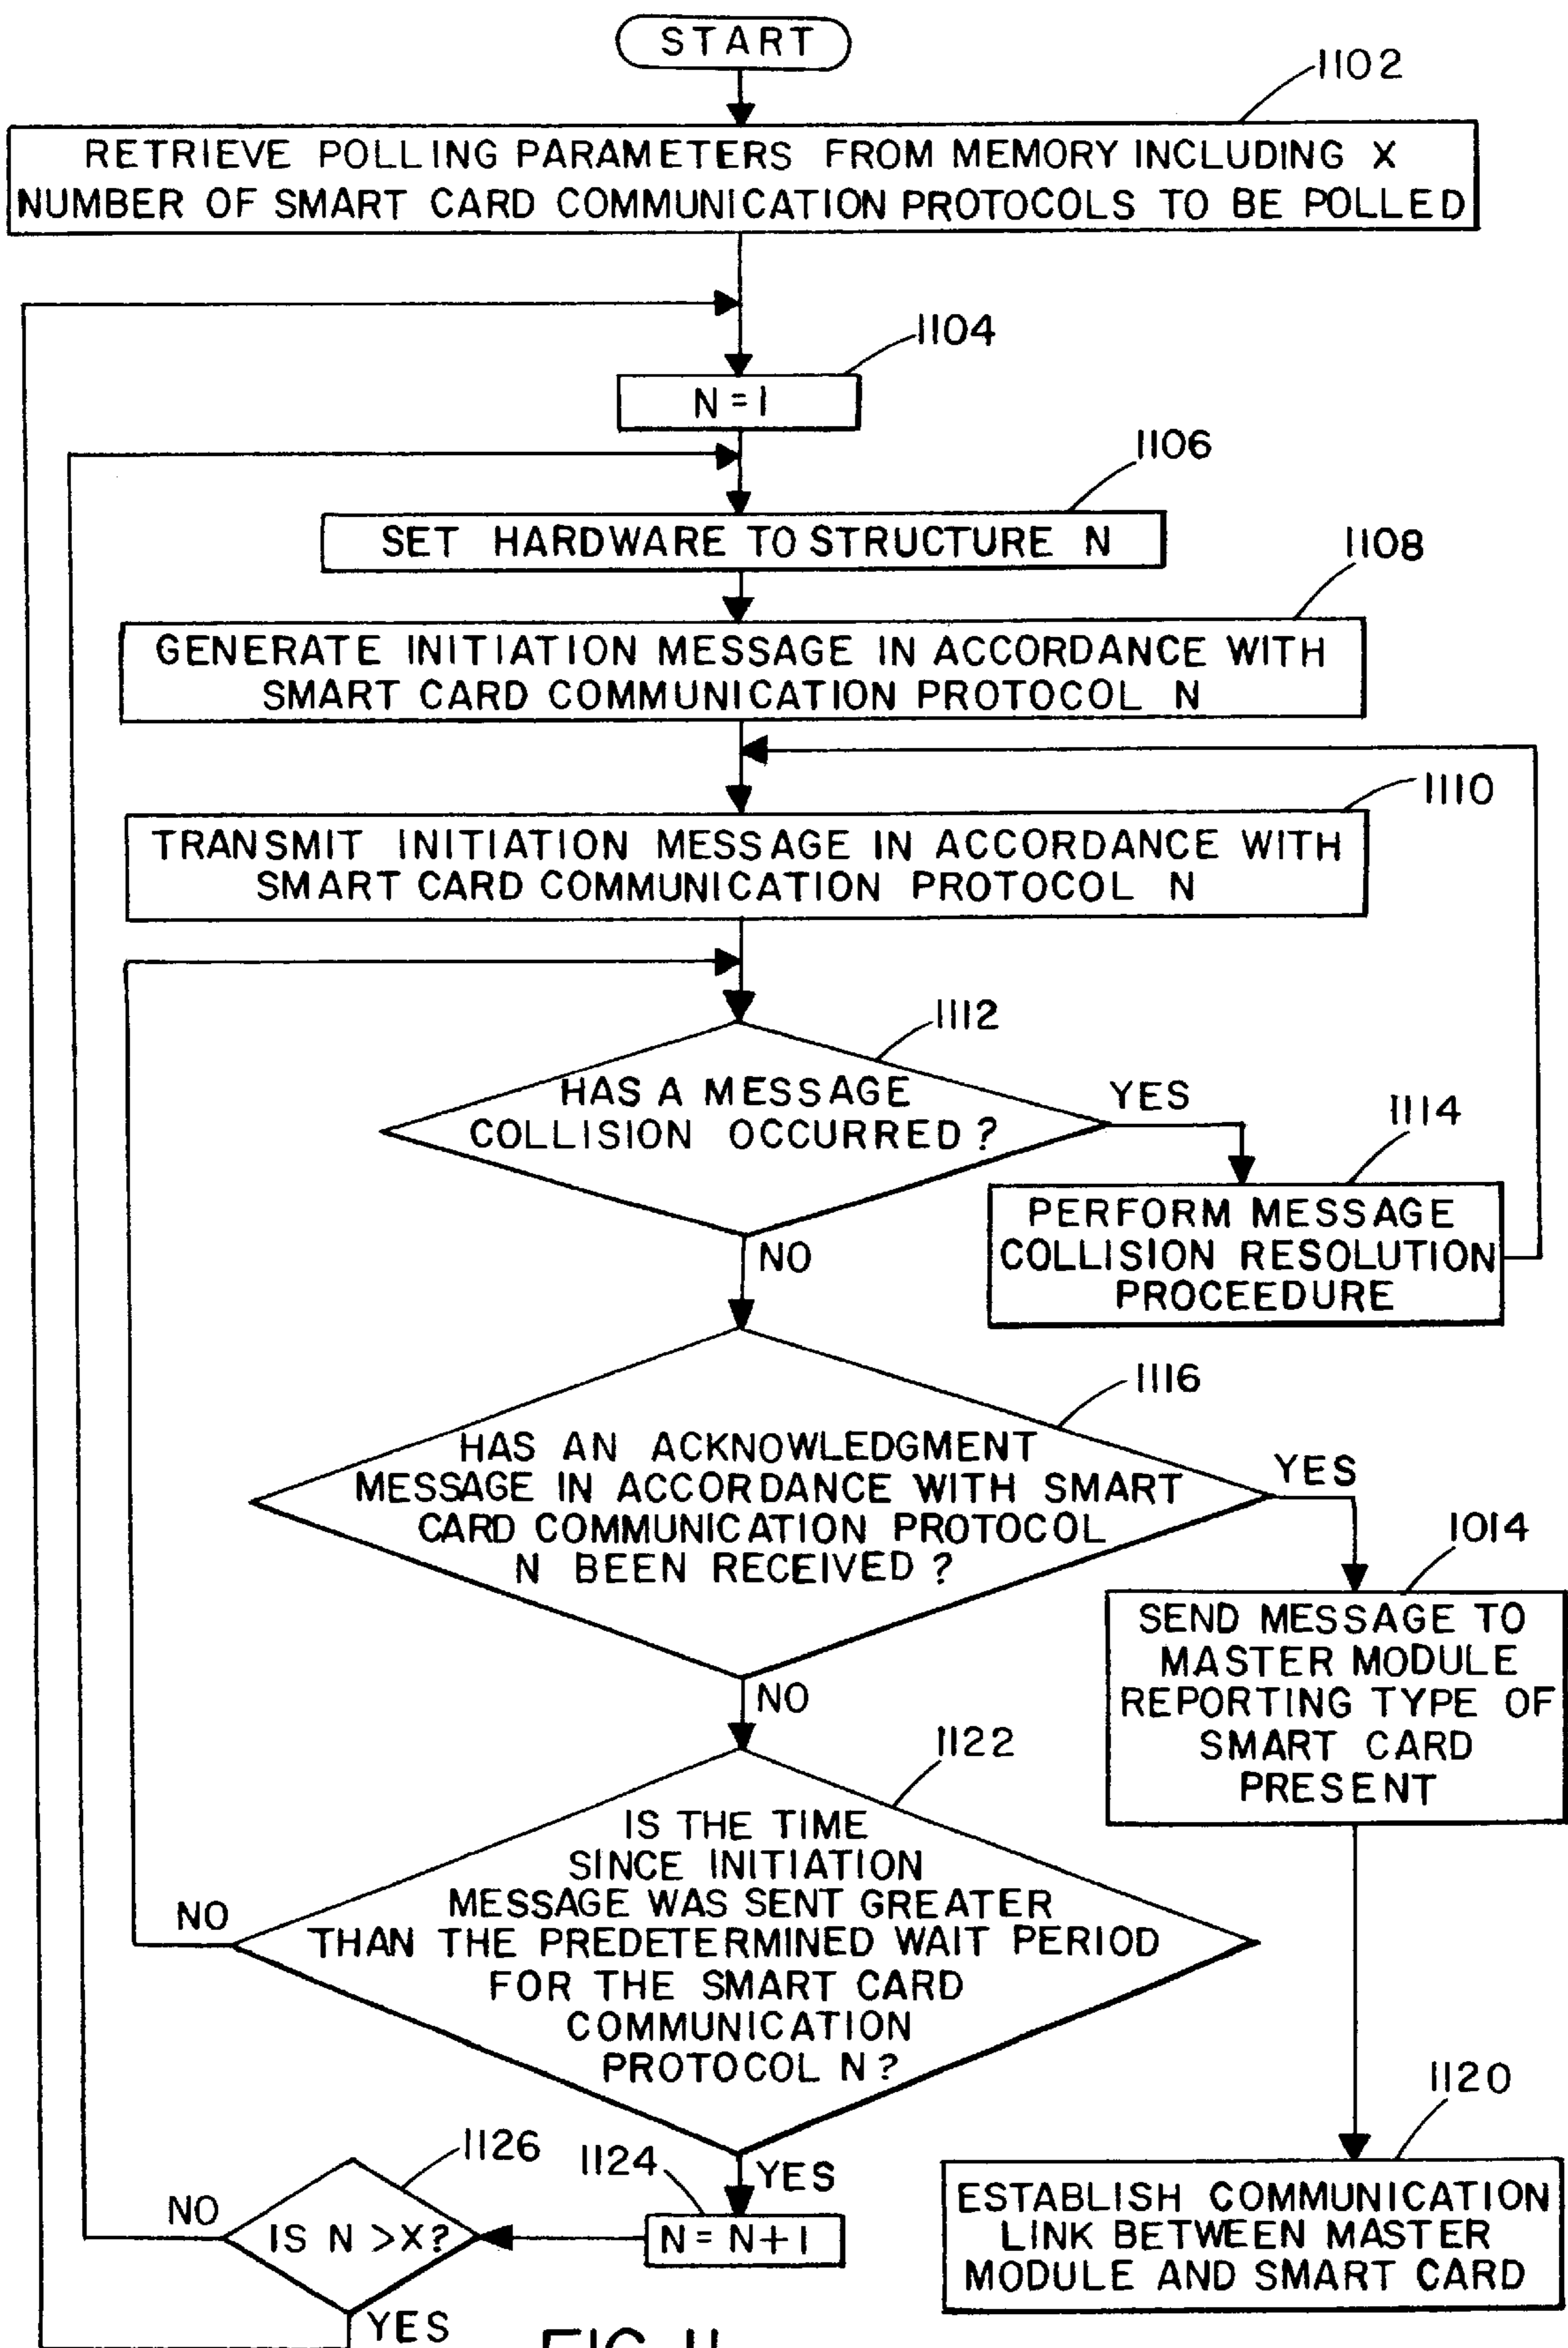 START
1102
RETRIEVE POLLING PARAMETERS FROM MEMORY INCLUDING X
NUMBER OF SMART CARD COMMUNICATION PROTOCOLS TO BE POLLED
1104
N=1
1106
SET HARDWARE TO STRUCTURE N
1108
GENERATE INITIATION MESSAGE IN ACCORDANCE WITH
SMART CARD COMMUNICATION PROTOCOL N
1110
TRANSMIT INITIATION MESSAGE IN ACCORDANCE WITH
SMART CARD COMMUNICATION PROTOCOL N
1112
HAS A MESSAGE
COLLISION OCCURRED?
YES
1114
PERFORM MESSAGE
COLLISION RESOLUTION
PROCEEDURE
NO
1116
HAS AN ACKNOWLEDGMENT
MESSAGE IN ACCORDANCE WITH SMART
CARD COMMUNICATION PROTOCOL
N BEEN RECEIVED?
YES
1014
SEND MESSAGE TO
MASTER MODULE
REPORTING TYPE OF
SMART CARD
PRESENT
NO
1122
IS THE TIME
SINCE INITIATION
MESSAGE WAS SENT GREATER
THAN THE PREDETERMINED WAIT PERIOD
FOR THE SMART CARD
COMMUNICATION
PROTOCOL N?
NO
YES
1120
ESTABLISH COMMUNICATION
LINK BETWEEN MASTER
MODULE AND SMART CARD
1124
N=N+1
1126
IS N>X?
NO
YES
FIG. 11